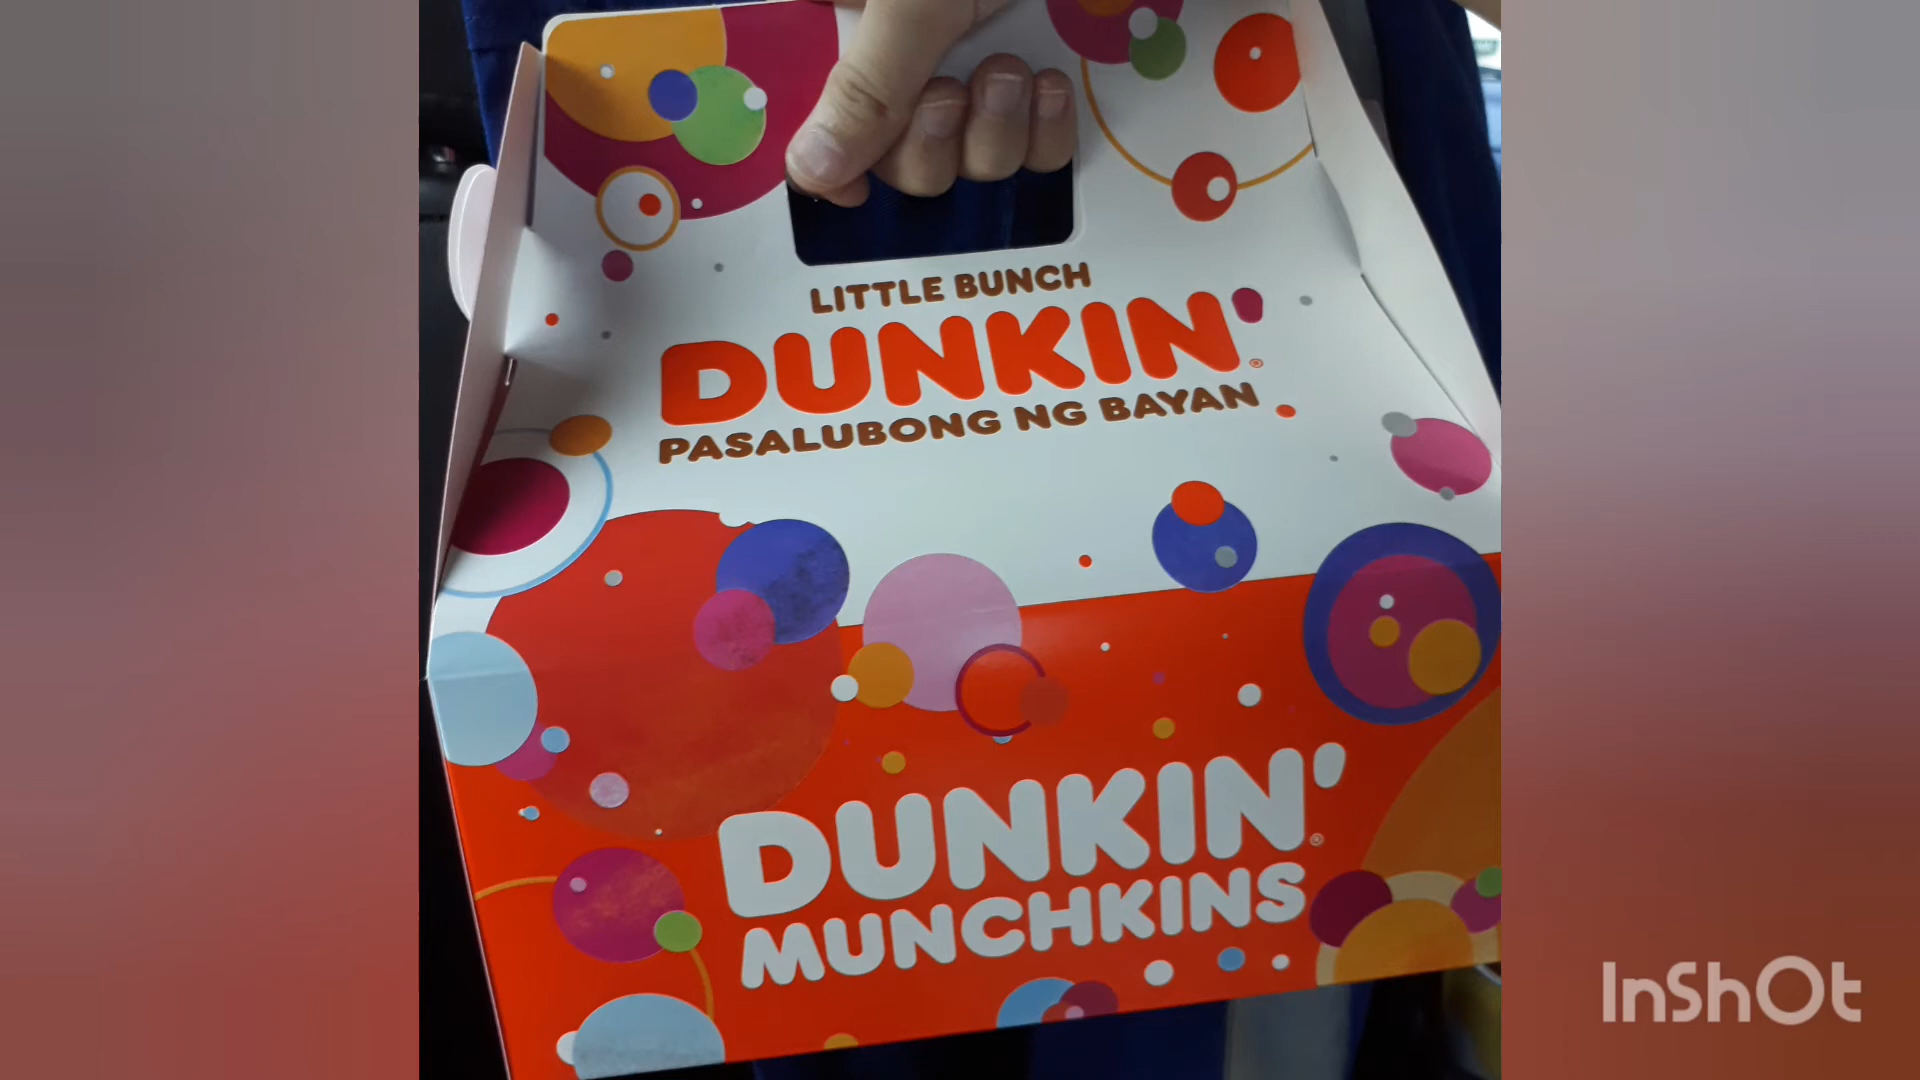 LITTLE BUNCH
DUNKIN'®
PASALUBONG NG BAYAN
DUNKIN'®
MUNCHKINS
InShOt